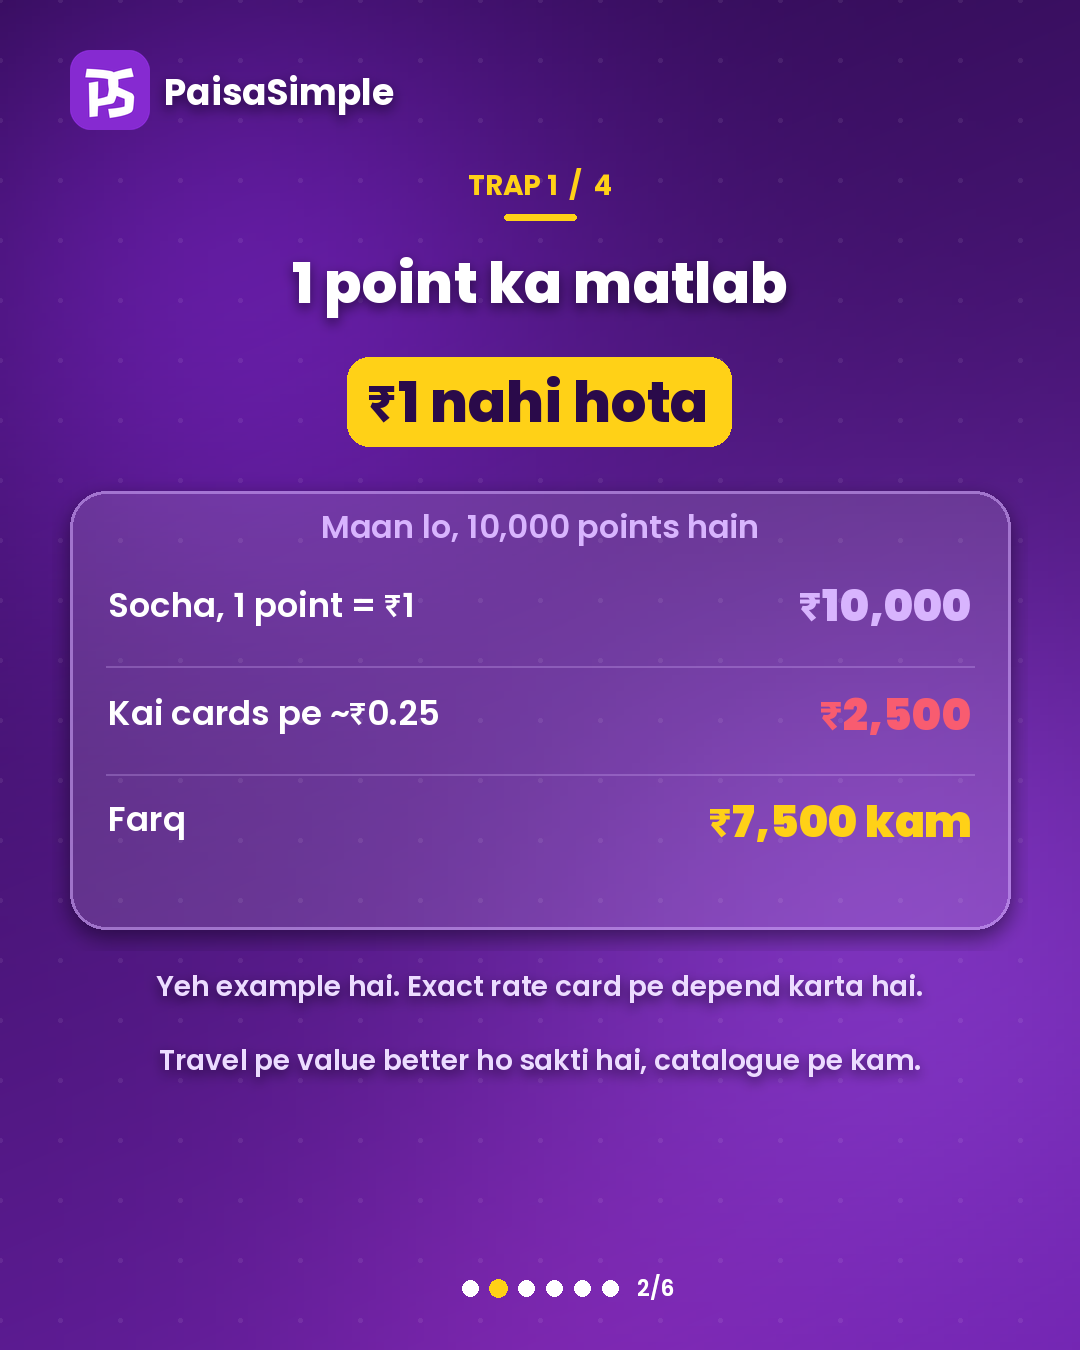 PaisaSimple
TRAP 1 / 4
1 point ka matlab
₹1 nahi hota
Maan lo, 10,000 points hain
Socha, 1 point = ₹1 ₹10,000
Kai cards pe ~₹0.25 ₹2,500
Farq ₹7,500 kam
Yeh example hai. Exact rate card pe depend karta hai.
Travel pe value better ho sakti hai, catalogue pe kam.
2/6